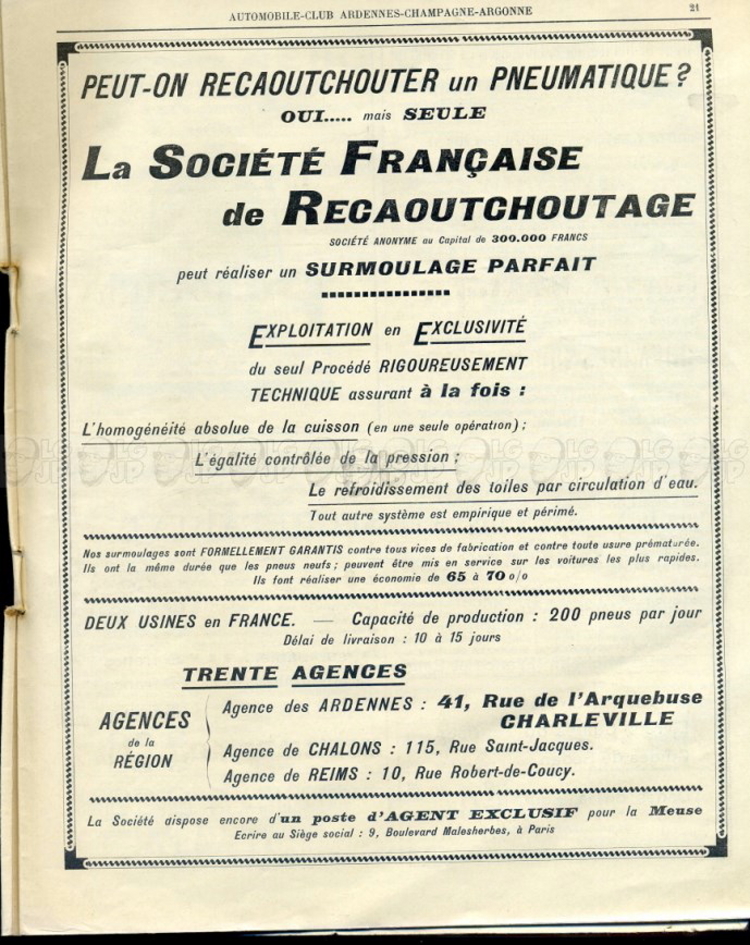 AUTOMOBILE-CLUB ARDENNES-CHAMPAGNE-ARGONNE 21
PEUT-ON RECAOUTCHOUTER un PNEUMATIQUE ?
OUI..... mais SEULE
La SOCIÉTÉ FRANÇAISE
de RECAOUTCHOUTAGE
SOCIÉTÉ ANONYME au Capital de 300.000 FRANCS
peut réaliser un SURMOULAGE PARFAIT
EXPLOITATION en EXCLUSIVITÉ
du seul Procédé RIGOUREUSEMENT
TECHNIQUE assurant à la fois :
L'homogénéité absolue de la cuisson (en une seule opération) ;
L'égalité contrôlée de la pression ;
Le refroidissement des toiles par circulation d'eau.
Tout autre système est empirique et périmé.
Nos surmoulages sont FORMELLEMENT GARANTIS contre tous vices de fabrication et contre toute usure prématurée.
Ils ont la même durée que les pneus neufs ; peuvent être mis en service sur les voitures les plus rapides.
Ils font réaliser une économie de 65 à 70 o/o
DEUX USINES en FRANCE. — Capacité de production : 200 pneus par jour
Délai de livraison : 10 à 15 jours
TRENTE AGENCES
AGENCES de la RÉGION
Agence des ARDENNES : 41, Rue de l'Arquebuse
CHARLEVILLE
Agence de CHALONS : 115, Rue Saint-Jacques.
Agence de REIMS : 10, Rue Robert-de-Coucy.
La Société dispose encore d'un poste d'AGENT EXCLUSIF pour la Meuse
Ecrire au Siège social : 9, Boulevard Malesherbes, à Paris
LG JP